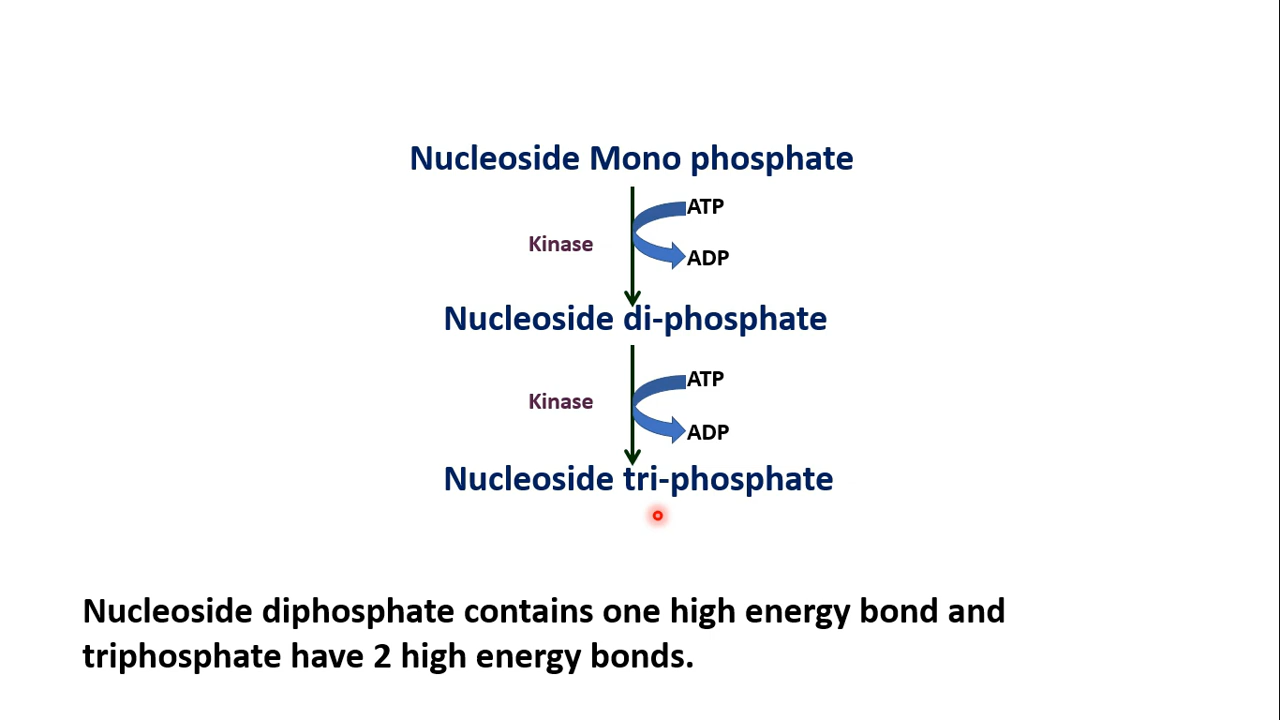 Nucleoside Mono phosphate
ATP
Kinase
ADP
Nucleoside di-phosphate
ATP
Kinase
ADP
Nucleoside tri-phosphate
Nucleoside diphosphate contains one high energy bond and
triphosphate have 2 high energy bonds.